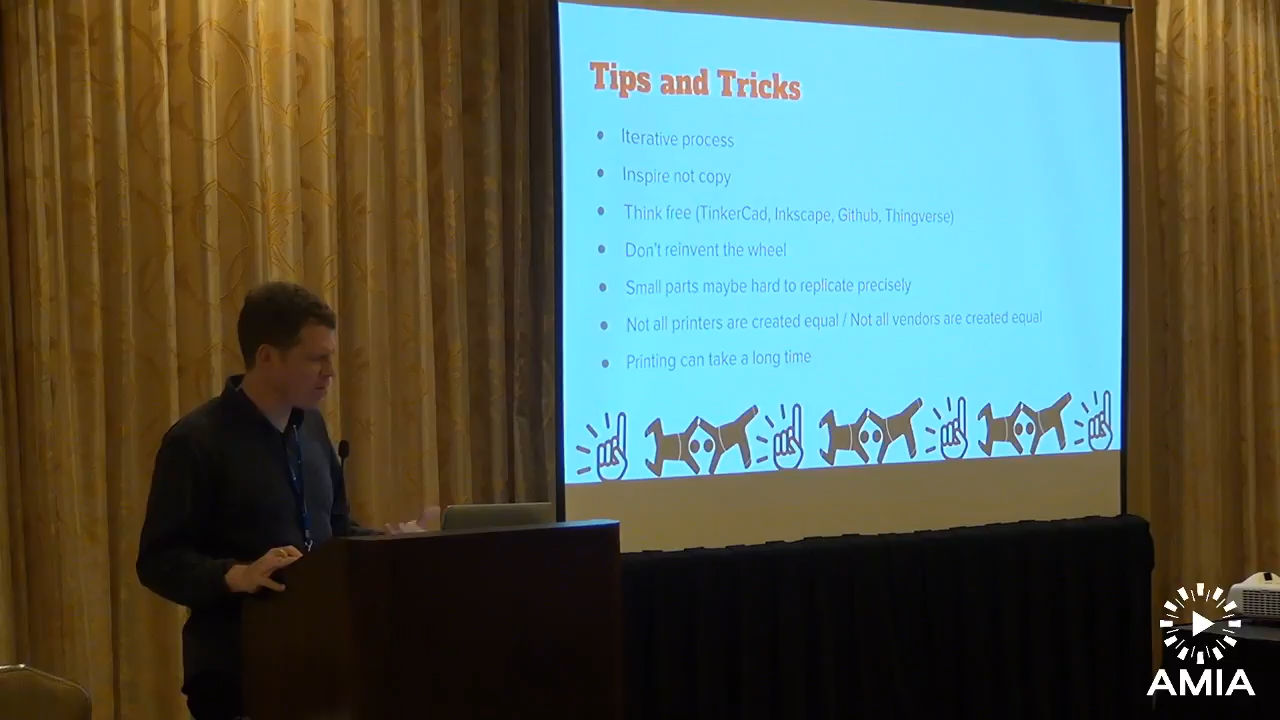 Tips and Tricks
Iterative process
Inspire not copy
Think free (TinkerCad, Inkscape, Github, Thingverse)
Don't reinvent the wheel
Small parts maybe hard to replicate precisely
Not all printers are created equal / Not all vendors are created equal
Printing can take a long time
AMIA